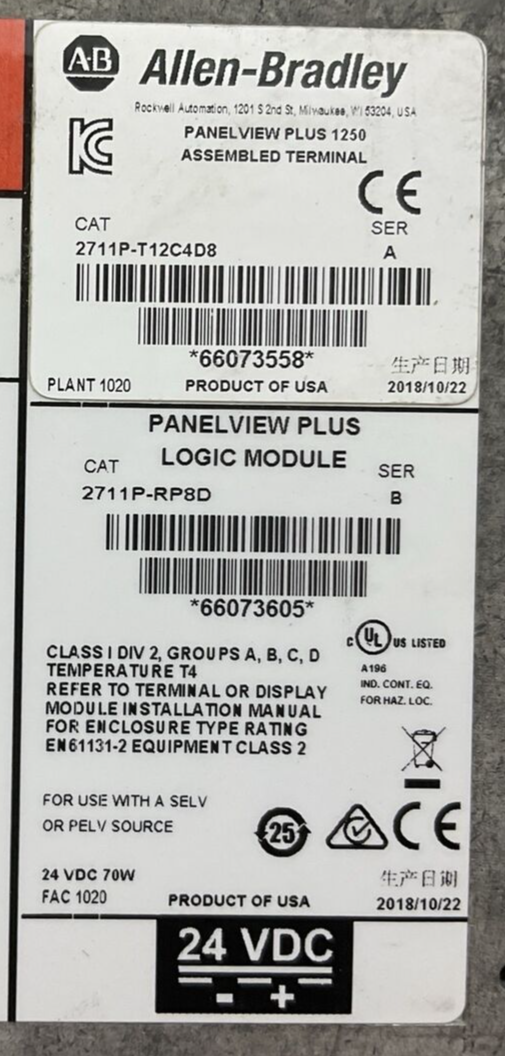 A-B Allen-Bradley
Rockwell Automation, 1201 S 2nd St, Milwaukee, WI 53204, USA
PANELVIEW PLUS 1250
ASSEMBLED TERMINAL
CE
CAT
SER
2711P-T12C4D8
A
*66073558*
生产日期
PLANT 1020
PRODUCT OF USA
2018/10/22
PANELVIEW PLUS
LOGIC MODULE
CAT
SER
2711P-RP8D
B
*66073605*
C UL US LISTED
A196
IND. CONT. EQ.
FOR HAZ. LOC.
CLASS I DIV 2, GROUPS A, B, C, D
TEMPERATURE T4
REFER TO TERMINAL OR DISPLAY
MODULE INSTALLATION MANUAL
FOR ENCLOSURE TYPE RATING
EN61131-2 EQUIPMENT CLASS 2
FOR USE WITH A SELV
OR PELV SOURCE
25
CE
24 VDC 70W
生产日期
FAC 1020
PRODUCT OF USA
2018/10/22
24 VDC
- +